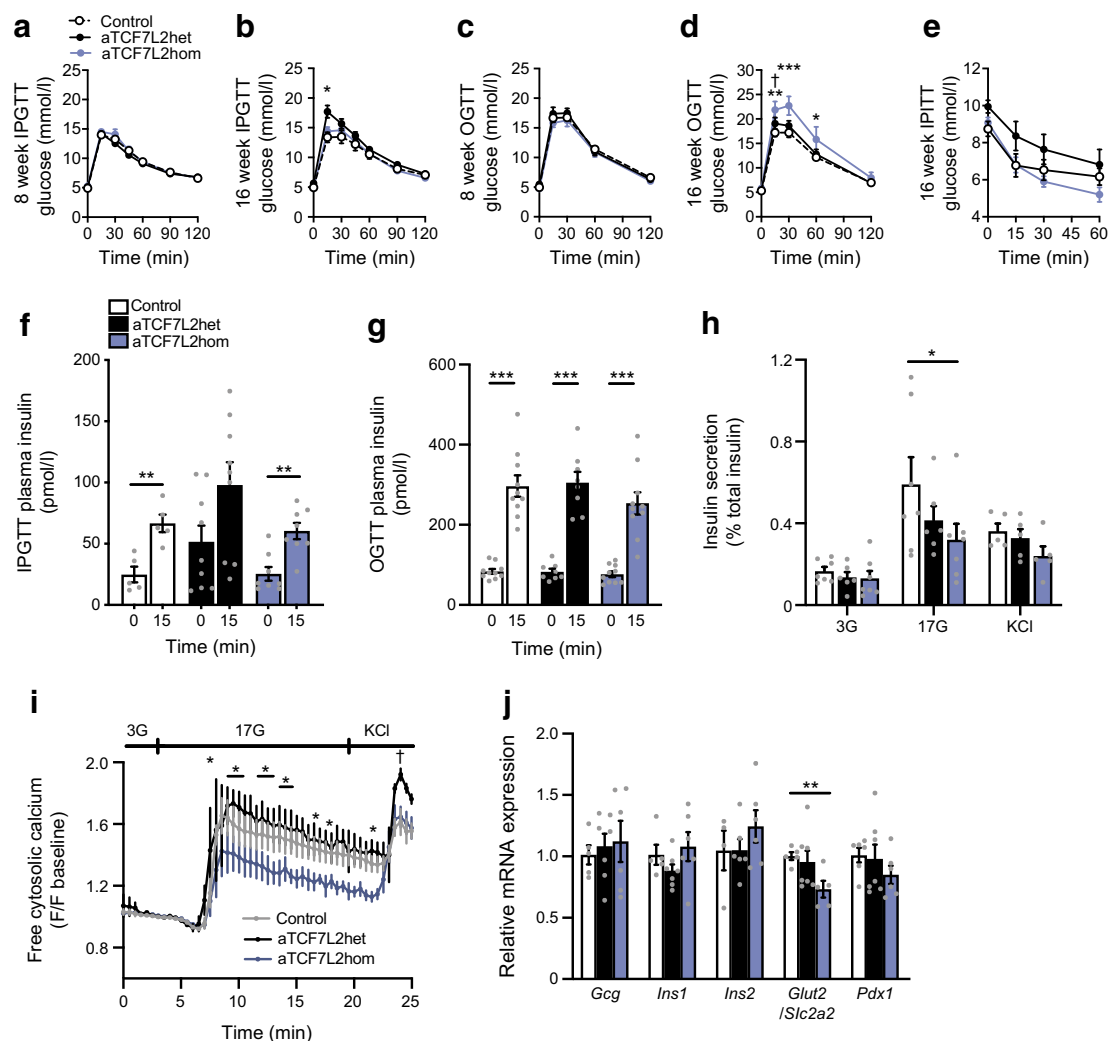 a
Control
aTCF7L2het
aTCF7L2hom
8 week IPGTT
glucose (mmol/l)
25
20
15
10
5
0
0 30 60 90 120
Time (min)
b
16 week IPGTT
glucose (mmol/l)
25
20
15
10
5
0
*
0 30 60 90 120
Time (min)
c
8 week OGTT
glucose (mmol/l)
25
20
15
10
5
0
0 30 60 90 120
Time (min)
d
16 week OGTT
glucose (mmol/l)
30
25
20
15
10
5
0
† ***
**
*
0 30 60 90 120
Time (min)
e
16 week IPITT
glucose (mmol/l)
12
10
8
6
4
0 15 30 45 60
Time (min)
f
Control
aTCF7L2het
aTCF7L2hom
IPGTT plasma insulin
(pmol/l)
200
150
100
50
0
** **
0 15 0 15 0 15
Time (min)
g
OGTT plasma insulin
(pmol/l)
600
400
200
0
*** *** ***
0 15 0 15 0 15
Time (min)
h
Insulin secretion
(% total insulin)
1.2
0.8
0.4
0
*
3G 17G KCl
i
3G 17G KCl
Free cytosolic calcium
(F/F baseline)
2.0
1.6
1.2
0.8
* * * * * * * †
Control
aTCF7L2het
aTCF7L2hom
0 5 10 15 20 25
Time (min)
j
Relative mRNA expression
2.0
1.5
1.0
0.5
0
**
Gcg Ins1 Ins2 Glut2 Pdx1
/Slc2a2